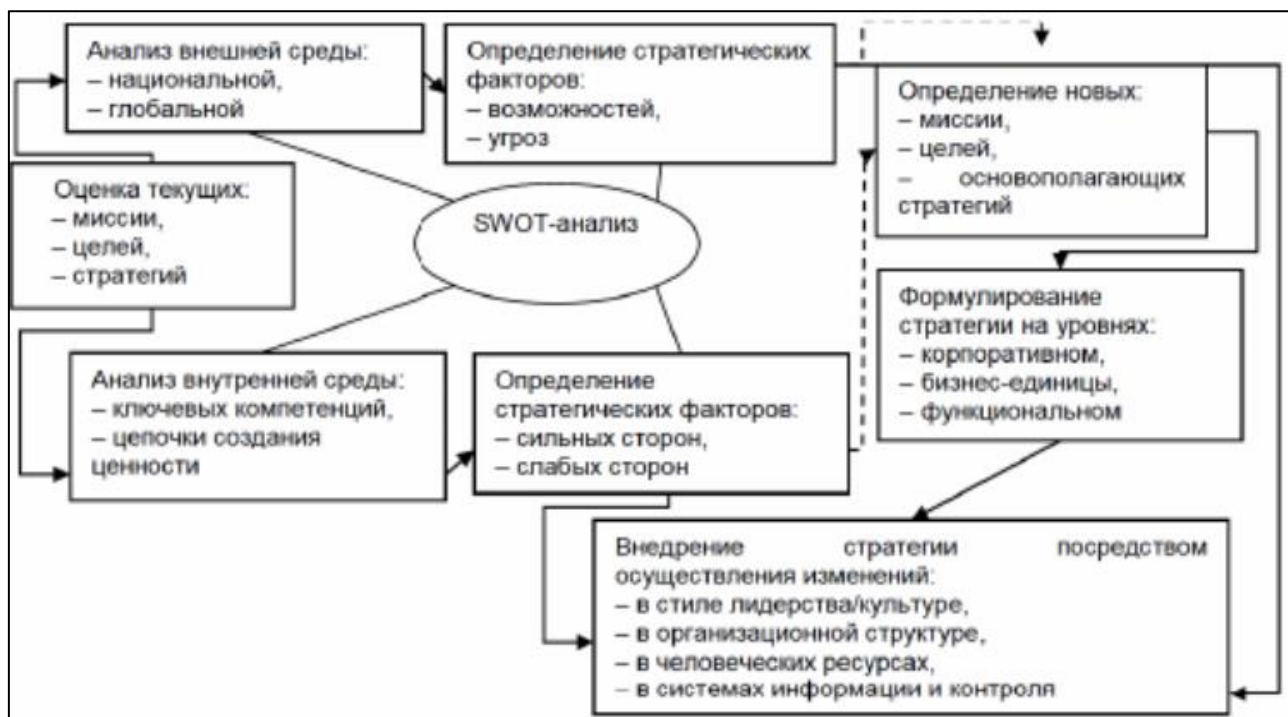 Анализ внешней среды:
– национальной,
– глобальной
Определение стратегических
факторов:
– возможностей,
– угроз
Определение новых:
– миссии,
– целей,
– основополагающих
стратегий
Оценка текущих:
– миссии,
– целей,
– стратегий
SWOT-анализ
Формулирование
стратегии на уровнях:
– корпоративном,
– бизнес-единицы,
– функциональном
Анализ внутренней среды:
– ключевых компетенций,
– цепочки создания
ценности
Определение
стратегических факторов:
– сильных сторон,
– слабых сторон
Внедрение стратегии посредством
осуществления изменений:
– в стиле лидерства/культуре,
– в организационной структуре,
– в человеческих ресурсах,
– в системах информации и контроля